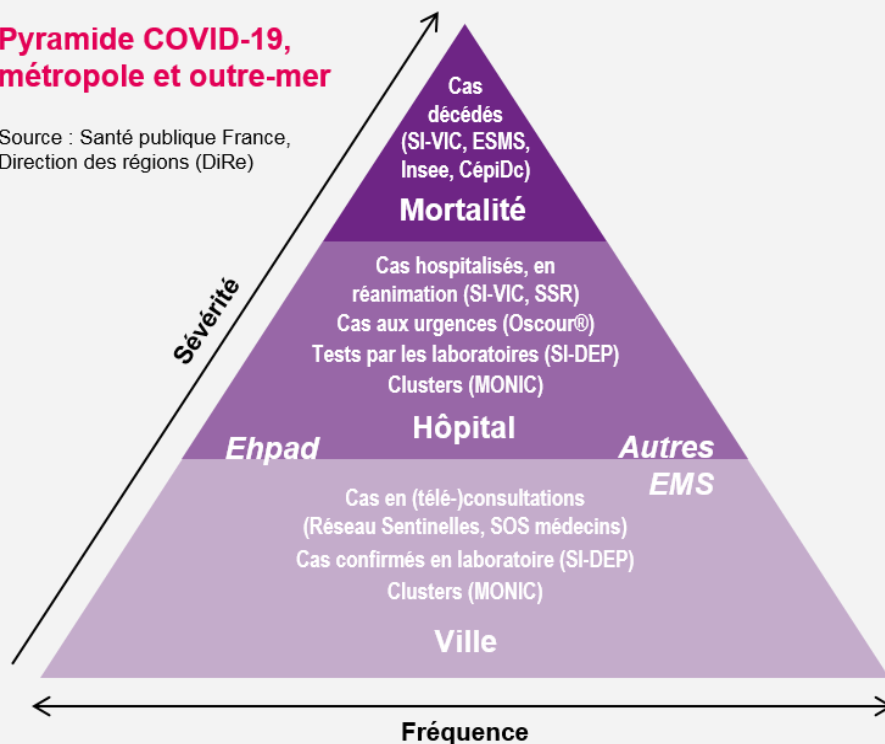 Pyramide COVID-19,
métropole et outre-mer
Source : Santé publique France,
Direction des régions (DiRe)
Sévérité
Cas
décédés
(SI-VIC, ESMS,
Insee, CépiDc)
Mortalité
Cas hospitalisés, en
réanimation (SI-VIC, SSR)
Cas aux urgences (Oscour®)
Tests par les laboratoires (SI-DEP)
Clusters (MONIC)
Hôpital
Ehpad
Autres
EMS
Cas en (télé-)consultations
(Réseau Sentinelles, SOS médecins)
Cas confirmés en laboratoire (SI-DEP)
Clusters (MONIC)
Ville
Fréquence